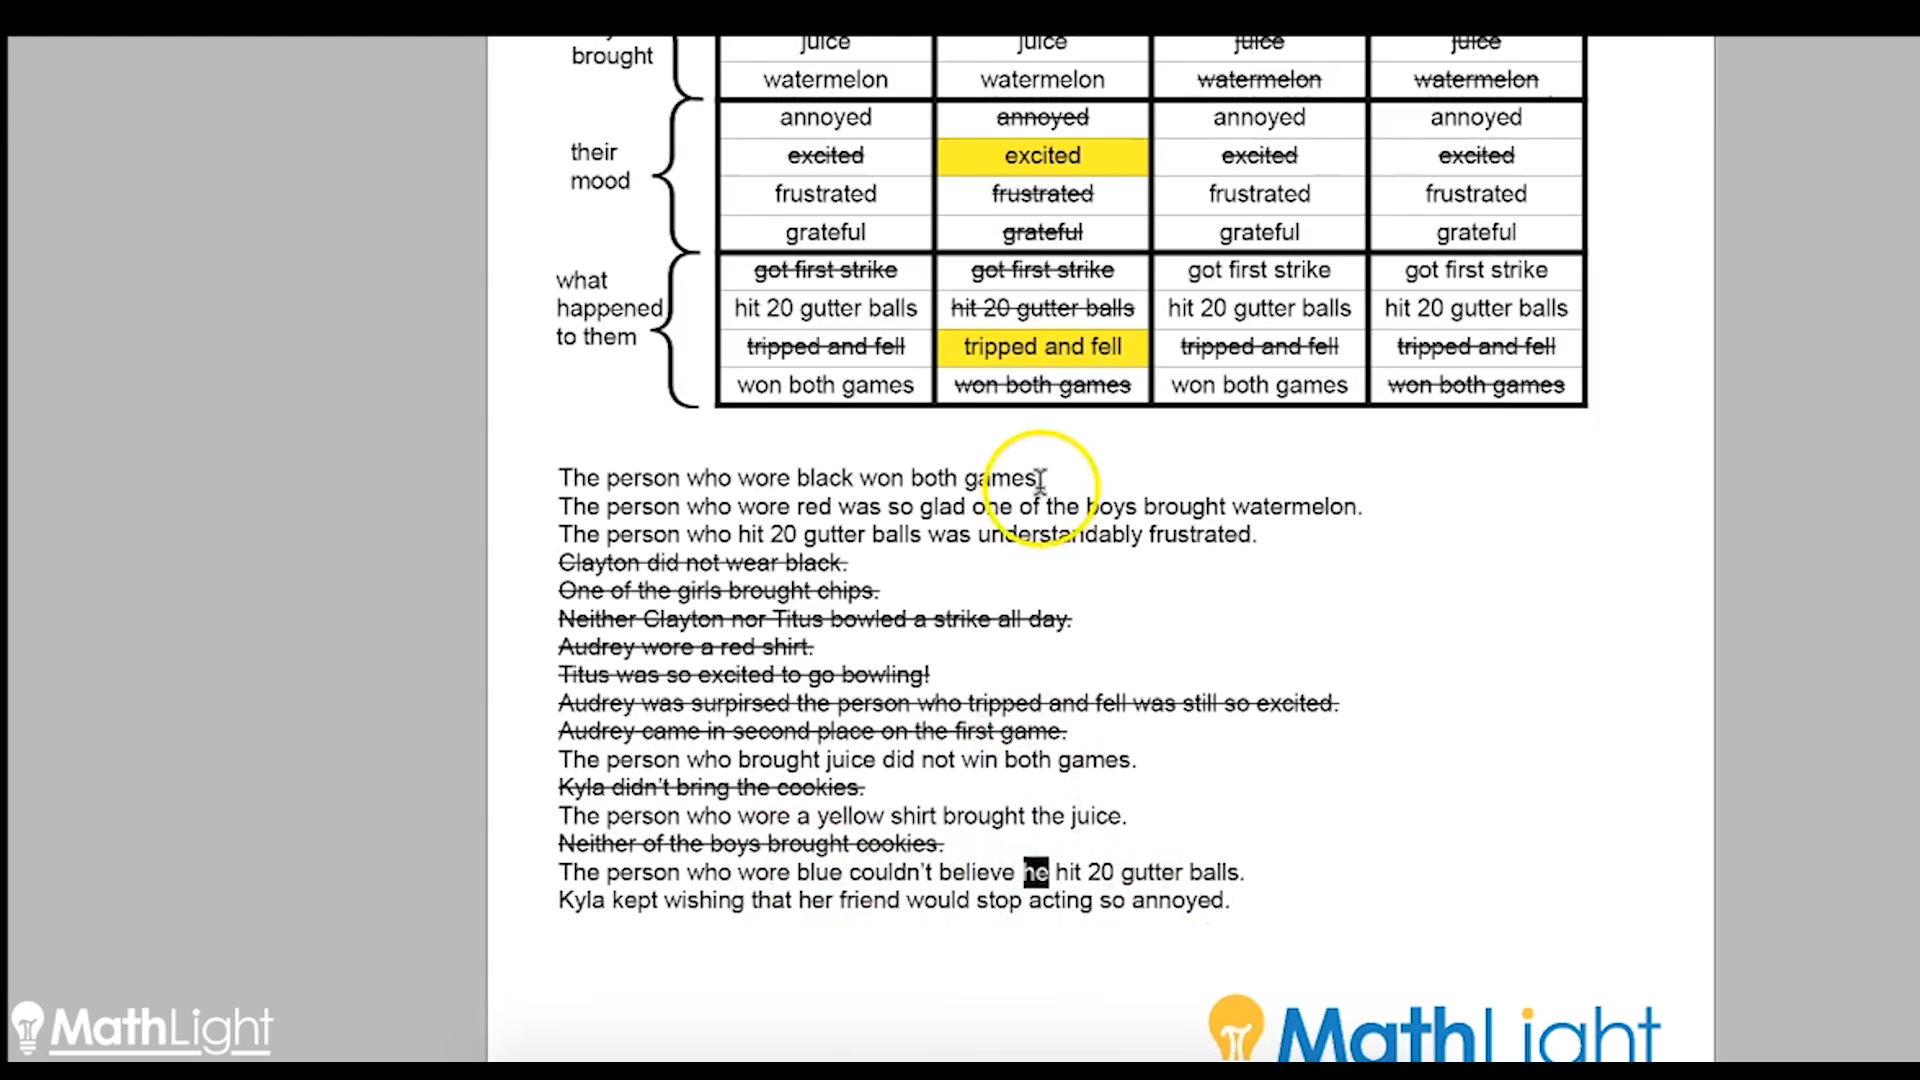 brought
juice juice juice juice
watermelon watermelon watermelon watermelon
their
mood
annoyed annoyed annoyed annoyed
excited excited excited excited
frustrated frustrated frustrated frustrated
grateful grateful grateful grateful
what
happened
to them
got first strike got first strike got first strike got first strike
hit 20 gutter balls hit 20 gutter balls hit 20 gutter balls hit 20 gutter balls
tripped and fell tripped and fell tripped and fell tripped and fell
won both games won both games won both games won both games
The person who wore black won both games.
The person who wore red was so glad one of the boys brought watermelon.
The person who hit 20 gutter balls was understandably frustrated.
Clayton did not wear black.
One of the girls brought chips.
Neither Clayton nor Titus bowled a strike all day.
Audrey wore a red shirt.
Titus was so excited to go bowling!
Audrey was surpirsed the person who tripped and fell was still so excited.
Audrey came in second place on the first game.
The person who brought juice did not win both games.
Kyla didn't bring the cookies.
The person who wore a yellow shirt brought the juice.
Neither of the boys brought cookies.
The person who wore blue couldn't believe he hit 20 gutter balls.
Kyla kept wishing that her friend would stop acting so annoyed.
MathLight
MathLight